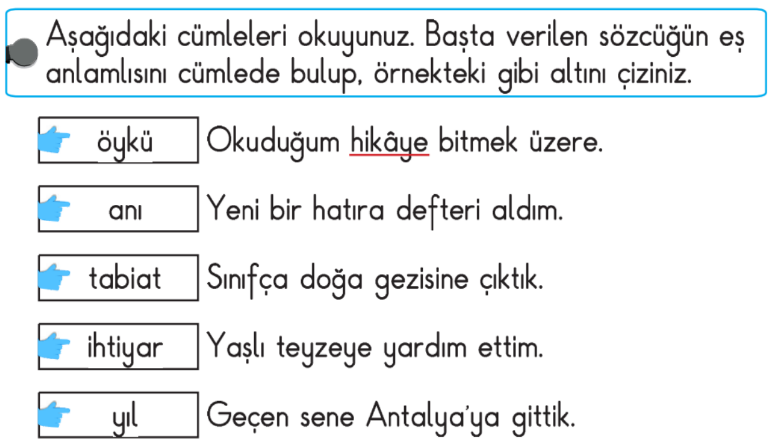 Aşağıdaki cümleleri okuyunuz. Başta verilen sözcüğün eş
anlamlısını cümlede bulup, örnekteki gibi altını çiziniz.
öykü Okuduğum hikâye bitmek üzere.
anı Yeni bir hatıra defteri aldım.
tabiat Sınıfça doğa gezisine çıktık.
ihtiyar Yaşlı teyzeye yardım ettim.
yıl Geçen sene Antalya'ya gittik.